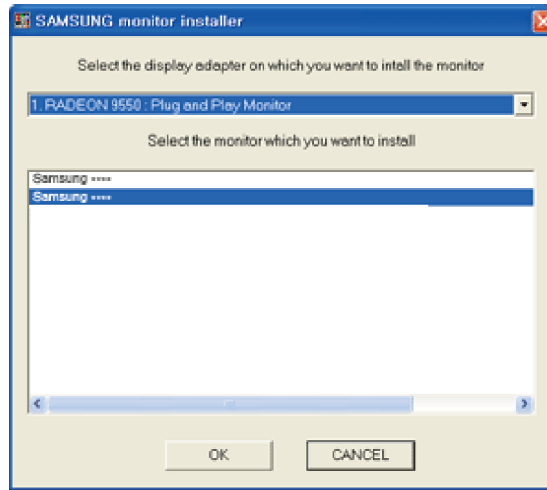 SAMSUNG monitor installer
Select the display adapter on which you want to intall the monitor
1. RADEON 9550 : Plug and Play Monitor
Select the monitor which you want to install
Samsung ----
Samsung ----
OK CANCEL